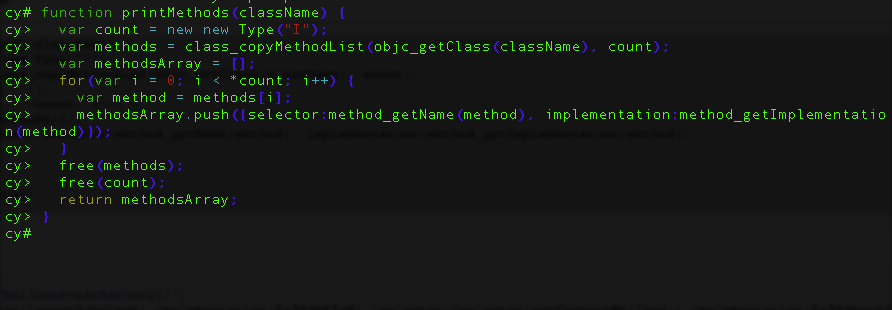 cy# function printMethods(className) {
cy>   var count = new new Type("I");
cy>   var methods = class_copyMethodList(objc_getClass(className), count);
cy>   var methodsArray = [];
cy>   for(var i = 0; i < *count; i++) {
cy>     var method = methods[i];
cy>     methodsArray.push({selector:method_getName(method), implementation:method_getImplementatio
n(method)});
cy>   }
cy>   free(methods);
cy>   free(count);
cy>   return methodsArray;
cy> }
cy#